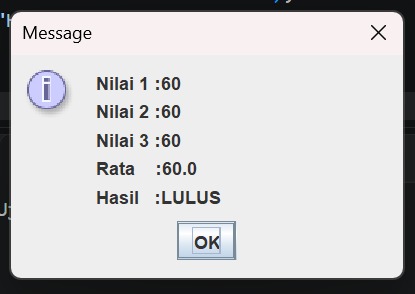 Message
Nilai 1 :60
Nilai 2 :60
Nilai 3 :60
Rata :60.0
Hasil :LULUS
OK